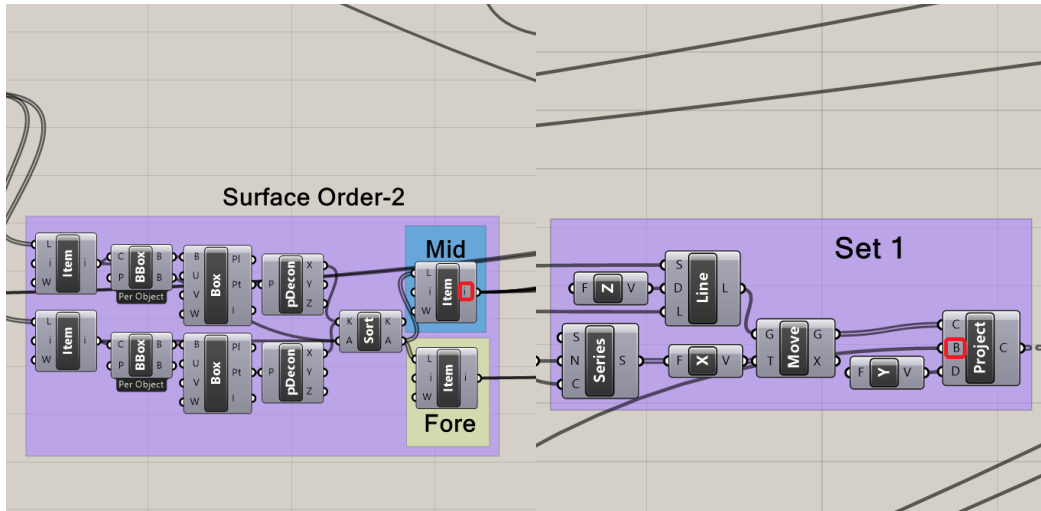 Surface Order-2
L
i
W
Item
i
C
P
BBox
B
B
Per Object
B
U
V
W
Box
Pl
Pt
I
P
pDecon
X
Y
Z
L
i
W
Item
i
C
P
BBox
B
B
Per Object
B
U
V
W
Box
Pl
Pt
I
P
pDecon
X
Y
Z
K
A
Sort
K
A
Mid
L
i
W
Item
i
L
i
W
Item
i
Fore
Set 1
F
Z
V
S
D
L
Line
L
S
N
C
Series
S
F
X
V
G
T
Move
G
X
F
Y
V
C
B
D
Project
C